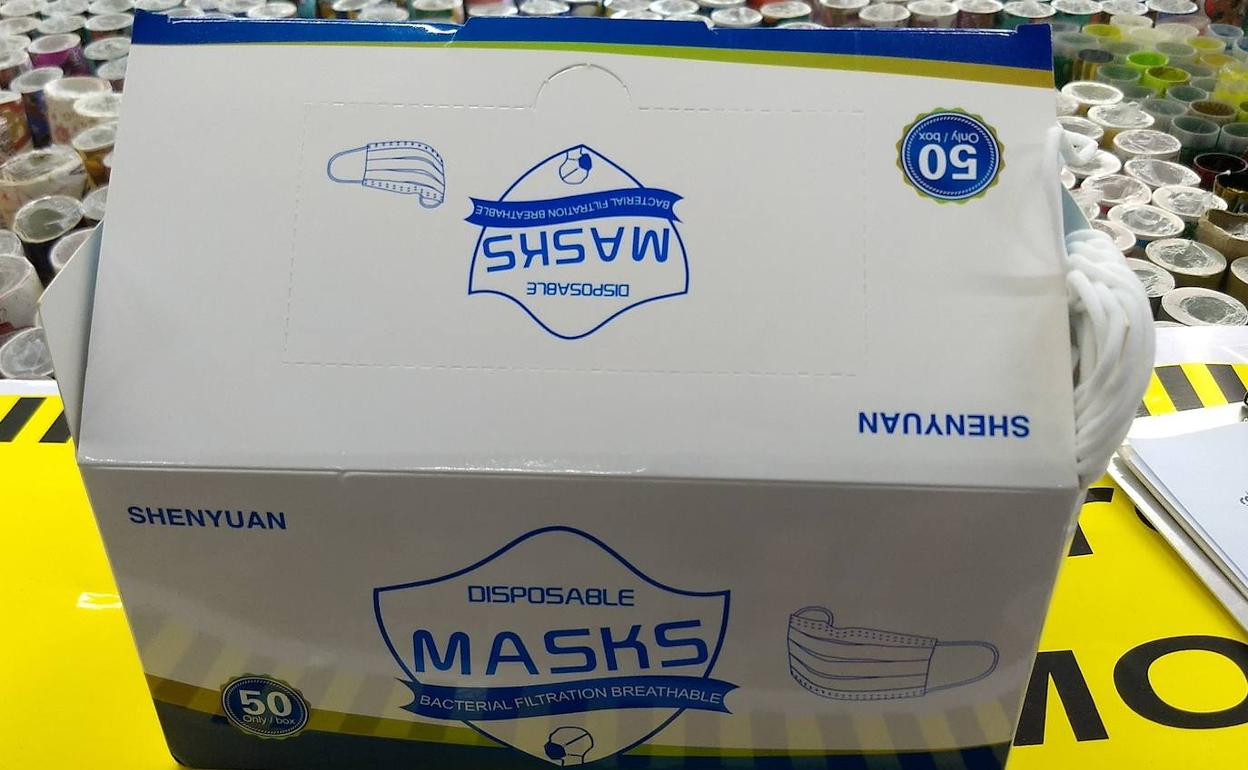 50
Only / box
BACTERIAL FILTRATION BREATHABLE
MASKS
DISPOSABLE
SHENYUAN
SHENYUAN
DISPOSABLE
MASKS
BACTERIAL FILTRATION BREATHABLE
50
Only / box